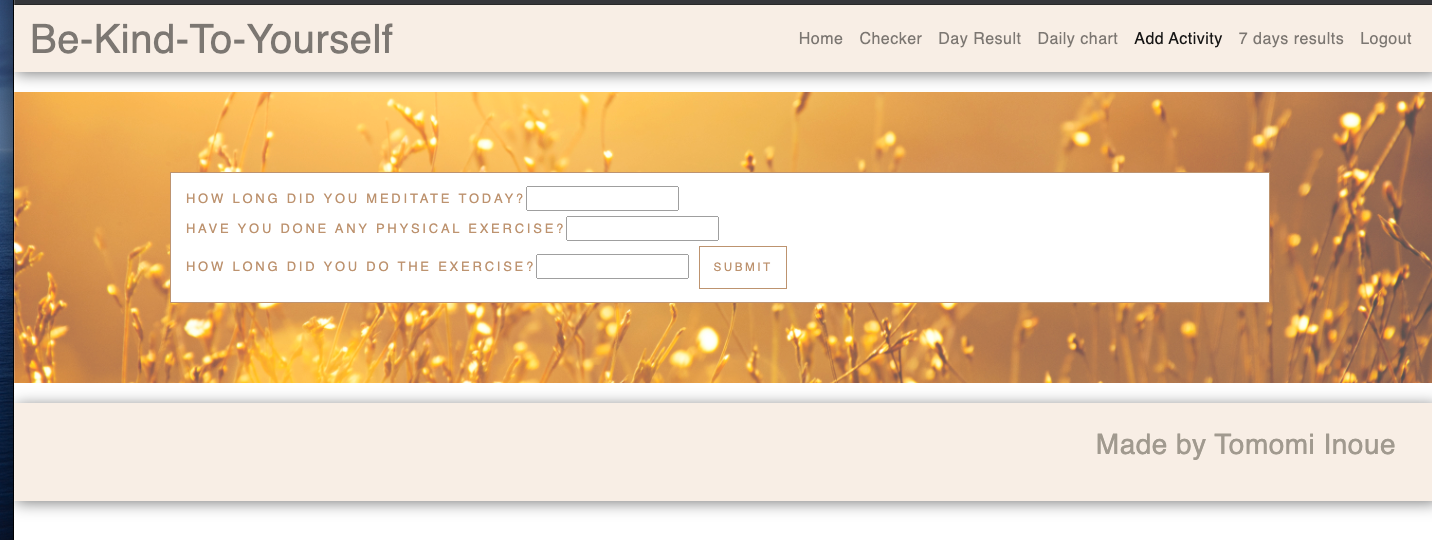 Be-Kind-To-Yourself
Home Checker Day Result Daily chart Add Activity 7 days results Logout
HOW LONG DID YOU MEDITATE TODAY?
HAVE YOU DONE ANY PHYSICAL EXERCISE?
HOW LONG DID YOU DO THE EXERCISE? SUBMIT
Made by Tomomi Inoue